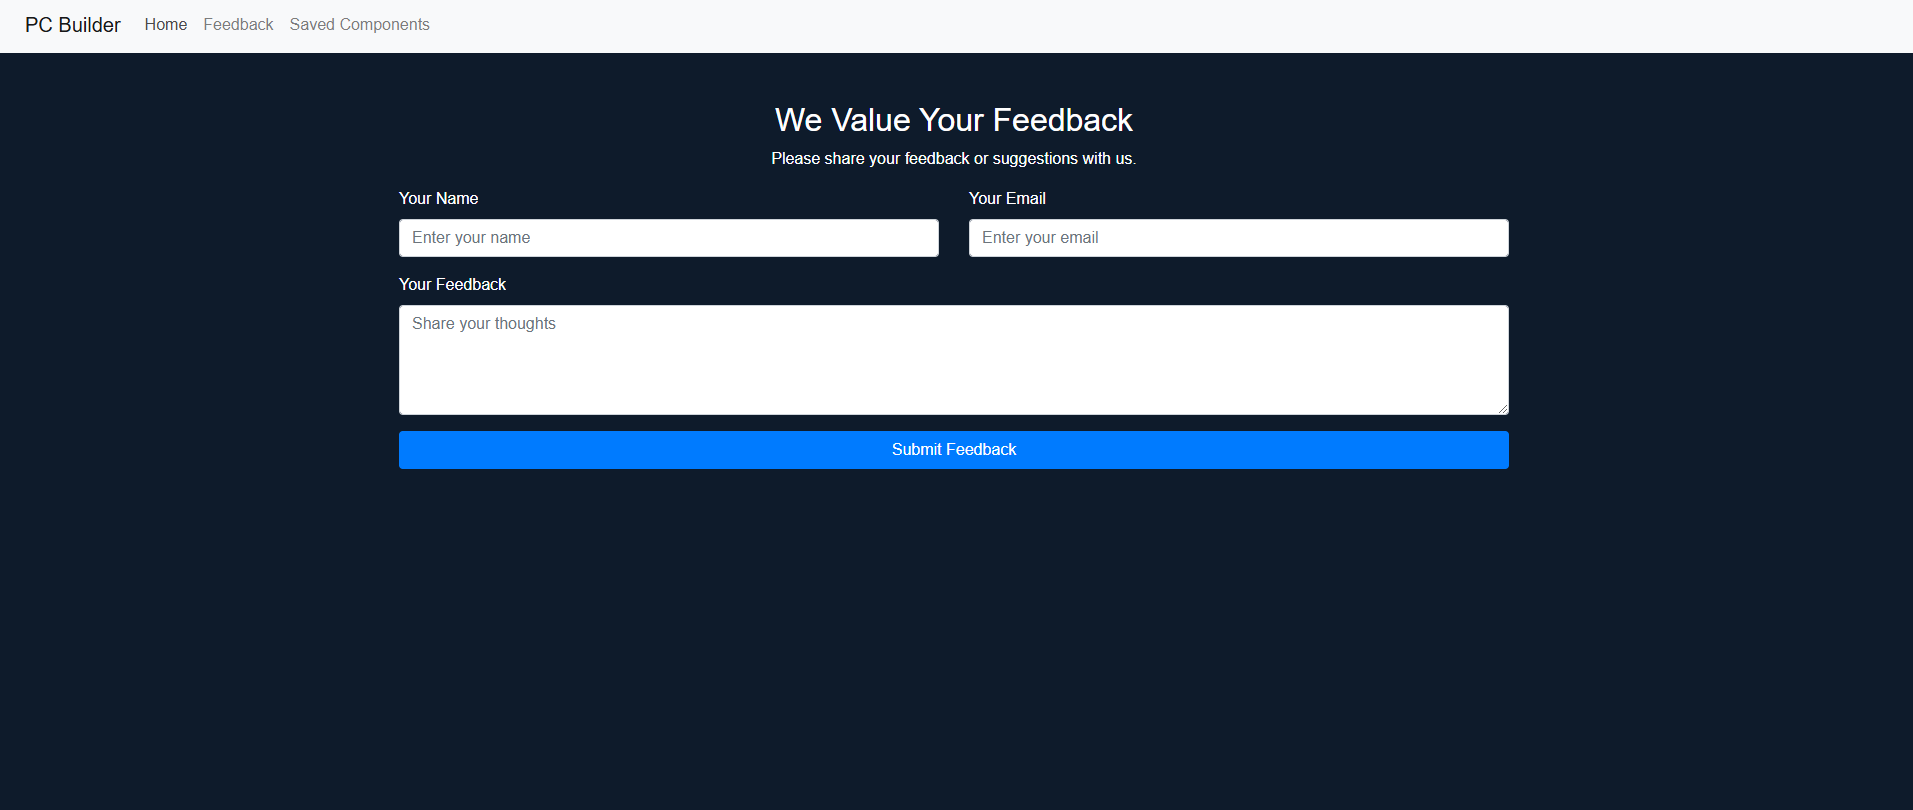 PC Builder Home Feedback Saved Components
We Value Your Feedback
Please share your feedback or suggestions with us.
Your Name Your Email
Enter your name Enter your email
Your Feedback
Share your thoughts
Submit Feedback